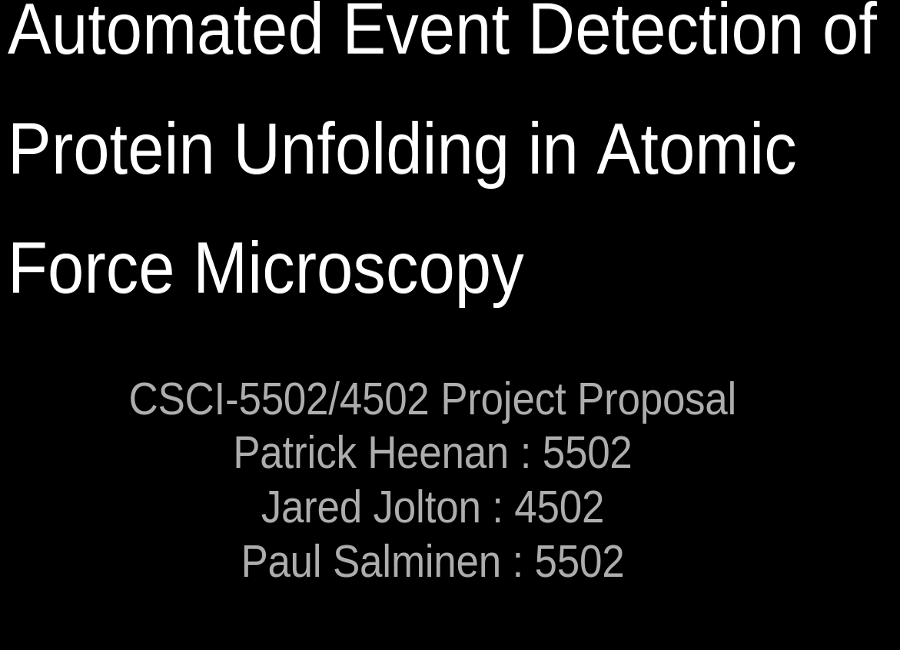 Automated Event Detection of
Protein Unfolding in Atomic
Force Microscopy
CSCI-5502/4502 Project Proposal
Patrick Heenan : 5502
Jared Jolton : 4502
Paul Salminen : 5502